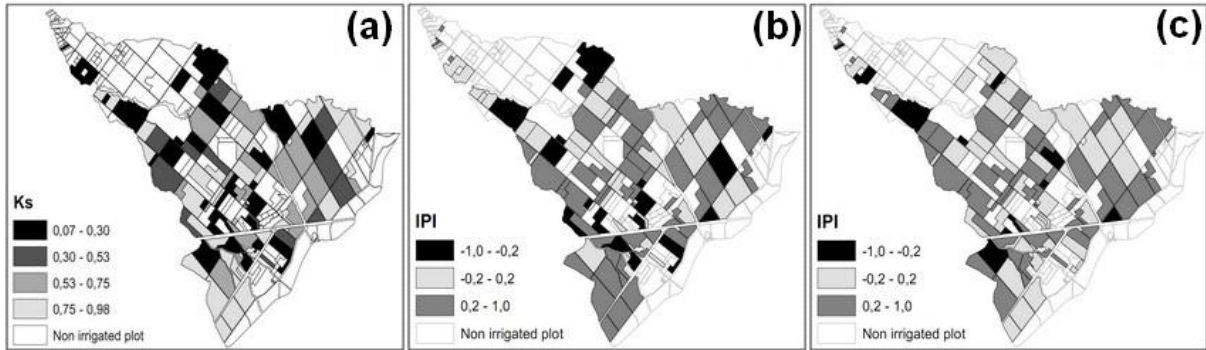 (a)
Ks
0,07 - 0,30
0,30 - 0,53
0,53 - 0,75
0,75 - 0,98
Non irrigated plot
(b)
IPI
-1,0 - -0,2
-0,2 - 0,2
0,2 - 1,0
Non irrigated plot
(c)
IPI
-1,0 - -0,2
-0,2 - 0,2
0,2 - 1,0
Non irrigated plot